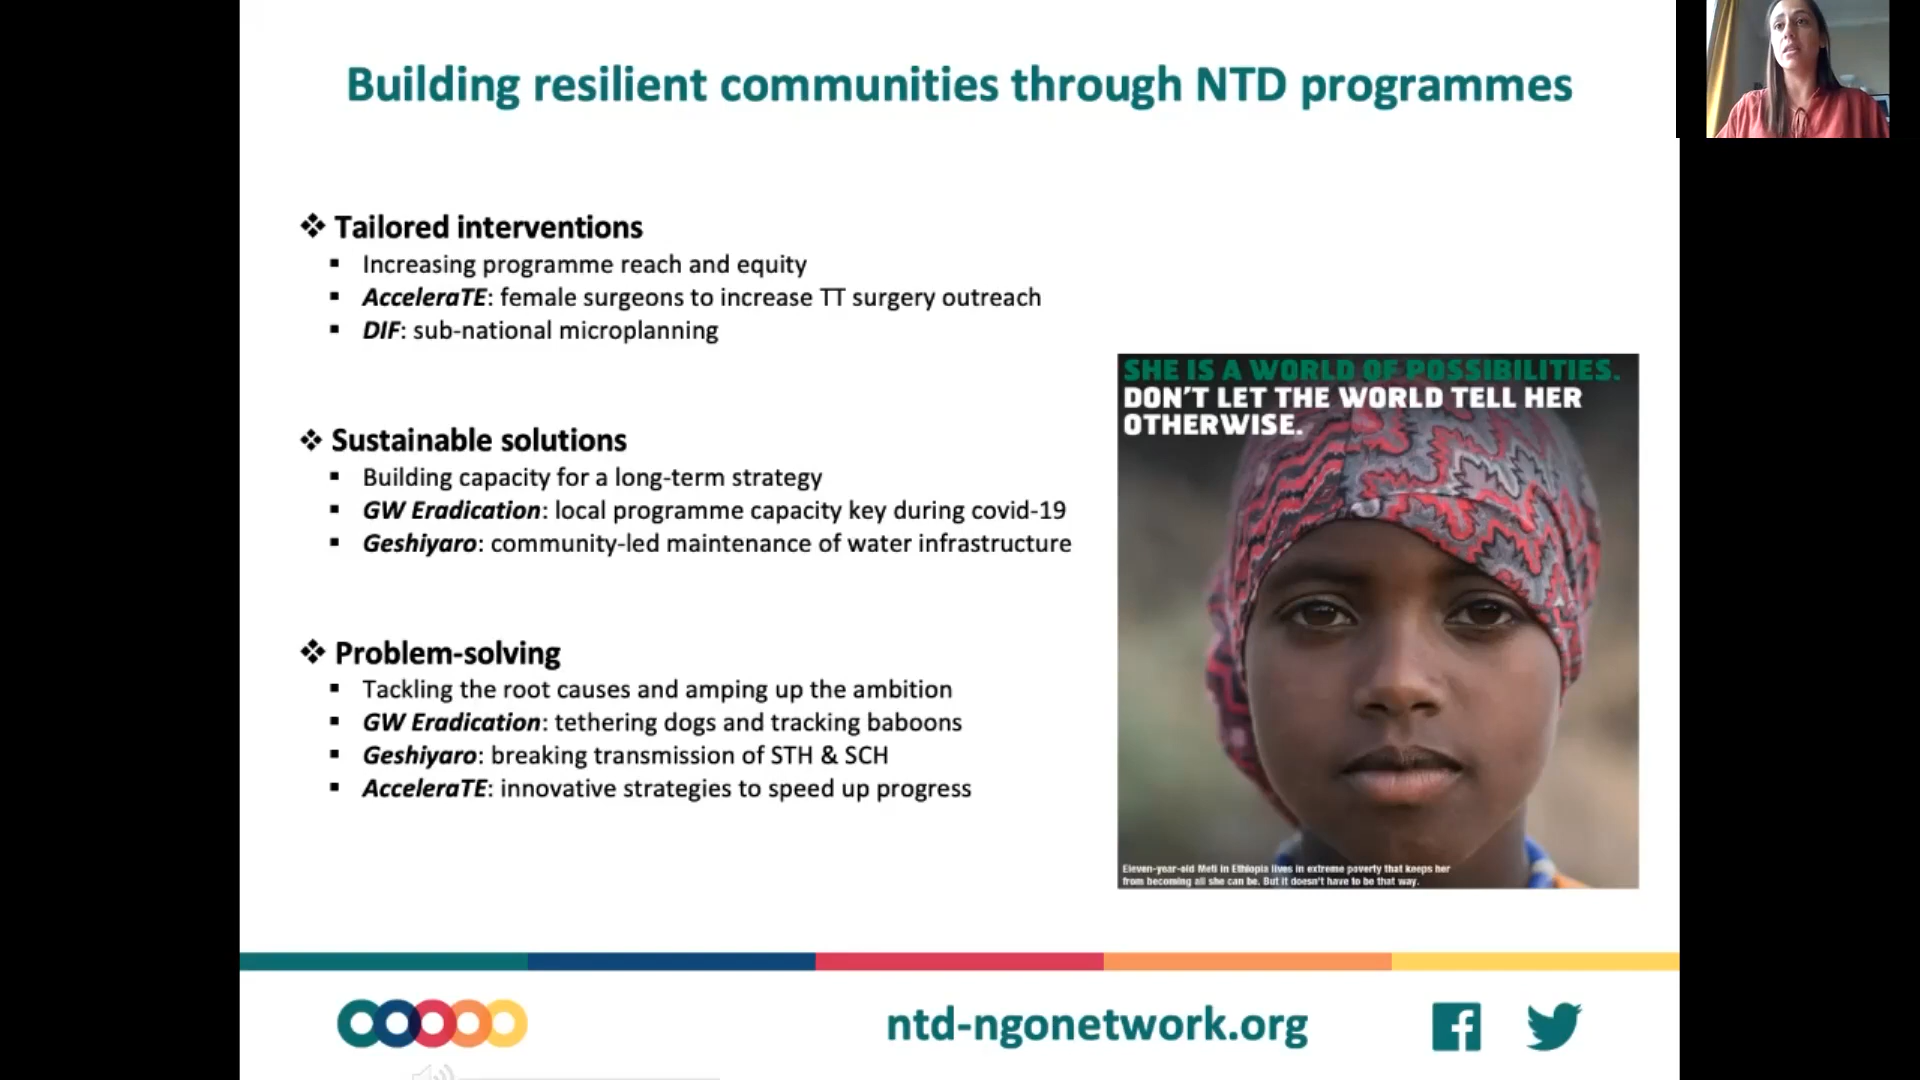 Building resilient communities through NTD programmes
❖ Tailored interventions
▪ Increasing programme reach and equity
▪ AcceleraTE: female surgeons to increase TT surgery outreach
▪ DIF: sub-national microplanning
❖ Sustainable solutions
▪ Building capacity for a long-term strategy
▪ GW Eradication: local programme capacity key during covid-19
▪ Geshiyaro: community-led maintenance of water infrastructure
❖ Problem-solving
▪ Tackling the root causes and amping up the ambition
▪ GW Eradication: tethering dogs and tracking baboons
▪ Geshiyaro: breaking transmission of STH & SCH
▪ AcceleraTE: innovative strategies to speed up progress
SHE IS A WORLD OF POSSIBILITIES.
DON'T LET THE WORLD TELL HER
OTHERWISE.
Eleven-year-old Meti in Ethiopia lives in extreme poverty that keeps her
from becoming all she can be. But it doesn't have to be that way.
ntd-ngonetwork.org